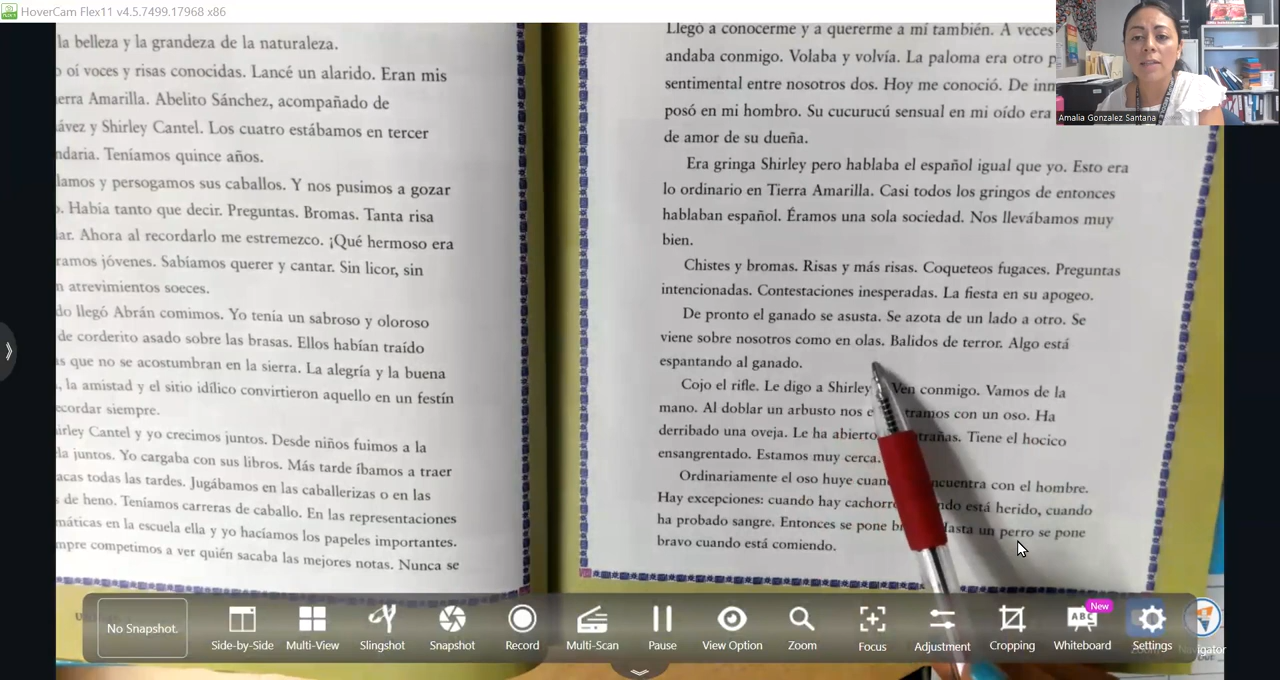 HoverCam Flex11 v4.5.7499.17968 x86
la belleza y la grandeza de la naturaleza.
oí voces y risas conocidas. Lancé un alarido. Eran mis
erra Amarilla. Abelito Sánchez, acompañado de
ávez y Shirley Cantel. Los cuatro estábamos en tercer
ndaria. Teníamos quince años.
lamos y persogamos sus caballos. Y nos pusimos a gozar
. Había tanto que decir. Preguntas. Bromas. Tanta risa
ar. Ahora al recordarlo me estremezco. ¡Qué hermoso era
ramos jóvenes. Sabíamos querer y cantar. Sin licor, sin
n atrevimientos soeces.
do llegó Abrán comimos. Yo tenía un sabroso y oloroso
de corderito asado sobre las brasas. Ellos habían traído
s que no se acostumbran en la sierra. La alegría y la buena
, la amistad y el sitio idílico convirtieron aquello en un festín
ecordar siempre.
irley Cantel y yo crecimos juntos. Desde niños fuimos a la
la juntos. Yo cargaba con sus libros. Más tarde íbamos a traer
acas todas las tardes. Jugábamos en las caballerizas o en las
s de heno. Teníamos carreras de caballo. En las representaciones
máticas en la escuela ella y yo hacíamos los papeles importantes.
mpre competimos a ver quién sacaba las mejores notas. Nunca se
Llegó a conocerme y a quererme a mí también. A veces
andaba conmigo. Volaba y volvía. La paloma era otro p
sentimental entre nosotros dos. Hoy me conoció. De inm
posó en mi hombro. Su cucurucú sensual en mi oído era
de amor de su dueña.
Era gringa Shirley pero hablaba el español igual que yo. Esto era
lo ordinario en Tierra Amarilla. Casi todos los gringos de entonces
hablaban español. Éramos una sola sociedad. Nos llevábamos muy
bien.
Chistes y bromas. Risas y más risas. Coqueteos fugaces. Preguntas
intencionadas. Contestaciones inesperadas. La fiesta en su apogeo.
De pronto el ganado se asusta. Se azota de un lado a otro. Se
viene sobre nosotros como en olas. Balidos de terror. Algo está
espantando al ganado.
Cojo el rifle. Le digo a Shirley Ven conmigo. Vamos de la
mano. Al doblar un arbusto nos e tramos con un oso. Ha
derribado una oveja. Le ha abierto trañas. Tiene el hocico
ensangrentado. Estamos muy cerca.
Ordinariamente el oso huye cuan ncuentra con el hombre.
Hay excepciones: cuando hay cachorr ndo está herido, cuando
ha probado sangre. Entonces se pone b Hasta un perro se pone
bravo cuando está comiendo.
Amalia Gonzalez Santana
No Snapshot.
Side-by-Side
Multi-View
Slingshot
Snapshot
Record
Multi-Scan
Pause
View Option
Zoom
Focus
Adjustment
Cropping
ABC
New
Whiteboard
Settings
Navigator